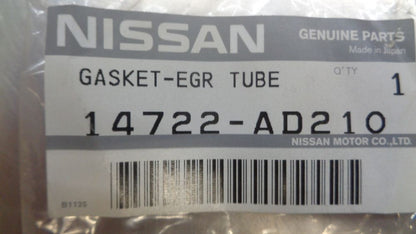 NISSAN
GENUINE PARTS
Made in Japan
GASKET-EGR TUBE
Q'TY
1
14722-AD210
NISSAN MOTOR CO.,LTD.
B1125